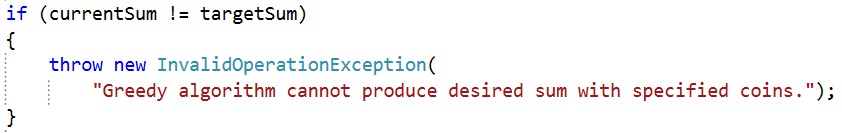 if (currentSum != targetSum)
{
    throw new InvalidOperationException(
        "Greedy algorithm cannot produce desired sum with specified coins.");
}